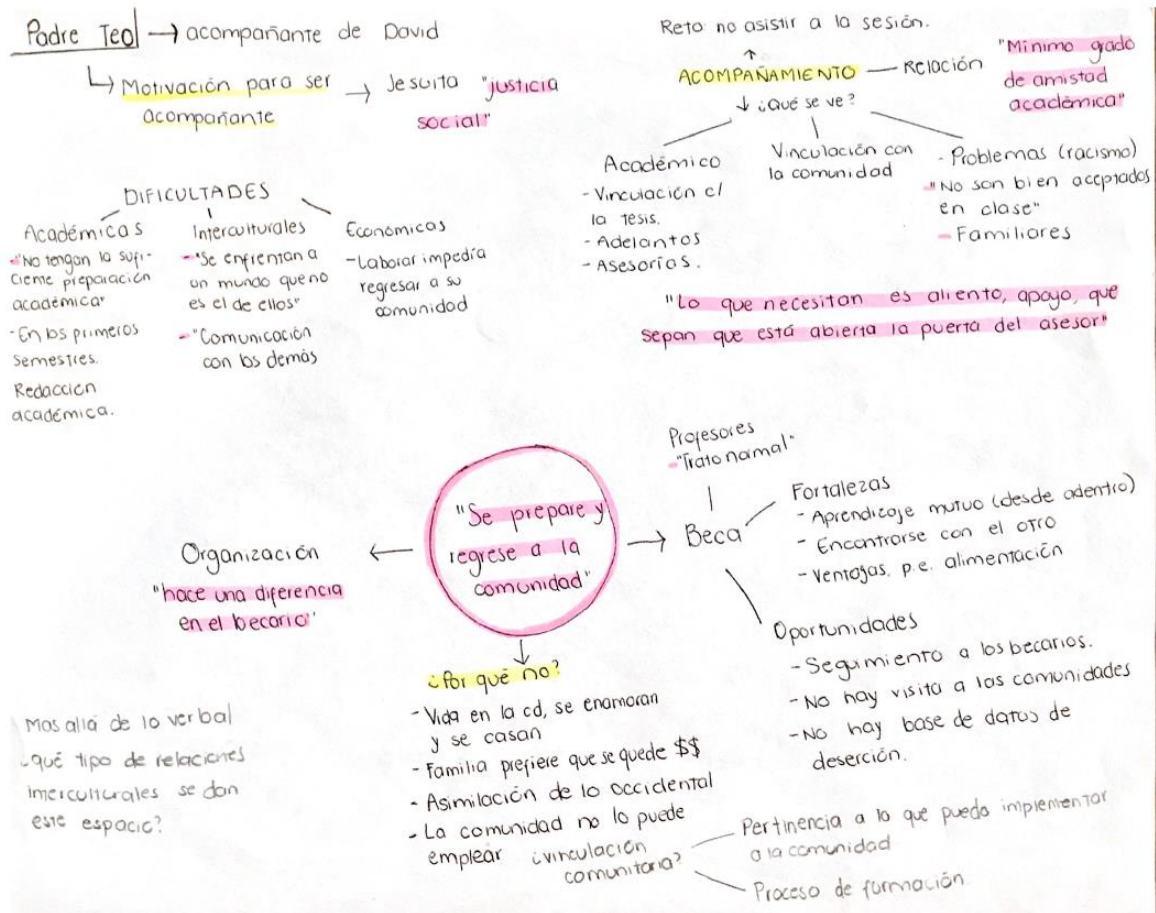 Padre Teo → acompañante de David
Motivación para ser
acompañante
→ Jesuita "justicia
social"
Reto no asistir a la sesión.
ACOMPAÑAMIENTO — Relación
"Minimo grado
de amistad
académica"
¿Qué se ve?
Académico
- Vinculación c/
la tesis.
- Adelantos
- Asesorías.
Vinculación con
la comunidad
- Problemas (racismo)
- "No son bien aceptados
en clase"
- Familiares
DIFICULTADES
Académicas
- "No tengan la sufi-
ciente preparación
académica"
- En los primeros
semestres.
Redacción
académica.
Interculturales
- "Se enfrentan a
un mundo que no
es el de ellos"
- "Comunicación
con los demás
Económicas
- Laborar impedía
regresar a su
comunidad
"Lo que necesitan es aliento, apoyo, que
sepan que está abierta la puerta del asesor"
"Se prepare y
regrese a la
comunidad"
Organización
"hace una diferencia
en el becario"
Profesores
- "Trato normal"
Beca
Fortalezas
- Aprendizaje mutuo (desde adentro)
- Encontrarse con el otro
- Ventajas. p.e. alimentación
Oportunidades
- Seguimiento a los becarios.
- No hay visita a las comunidades
- No hay base de datos de
deserción.
¿Por qué no?
- Vida en la cd, se enamoran
y se casan
- Familia prefiere que se quede $$
- Asimilación de lo occidental
- La comunidad no lo puede
emplear
¿vinculación
comunitaria?
Pertinencia a lo que pueda implementar
a la comunidad
Proceso de formación.
Mas allá de lo verbal
¿qué tipo de relaciones
interculturales se dan
este espacio?